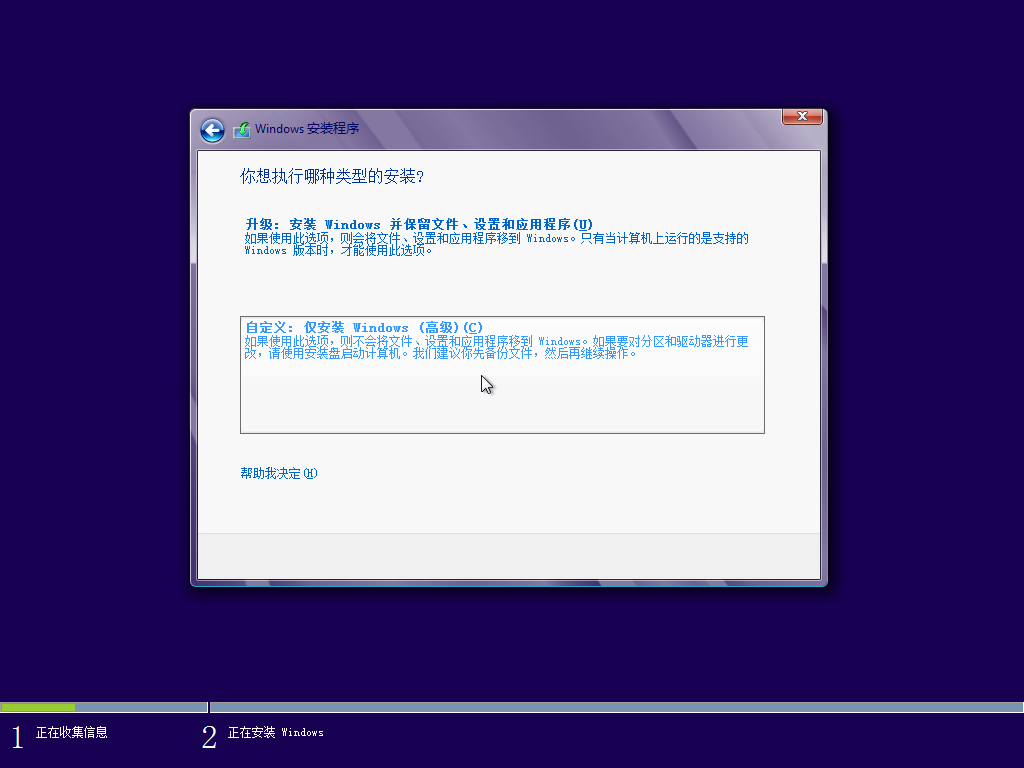 Windows 安装程序
你想执行哪种类型的安装?
升级: 安装 Windows 并保留文件、设置和应用程序(U)
如果使用此选项，则会将文件、设置和应用程序移到 Windows。只有当计算机上运行的是支持的
Windows 版本时，才能使用此选项。
自定义: 仅安装 Windows (高级)(C)
如果使用此选项，则不会将文件、设置和应用程序移到 Windows。如果要对分区和驱动器进行更
改，请使用安装盘启动计算机。我们建议你先备份文件，然后再继续操作。
帮助我决定(H)
1 正在收集信息
2 正在安装 Windows